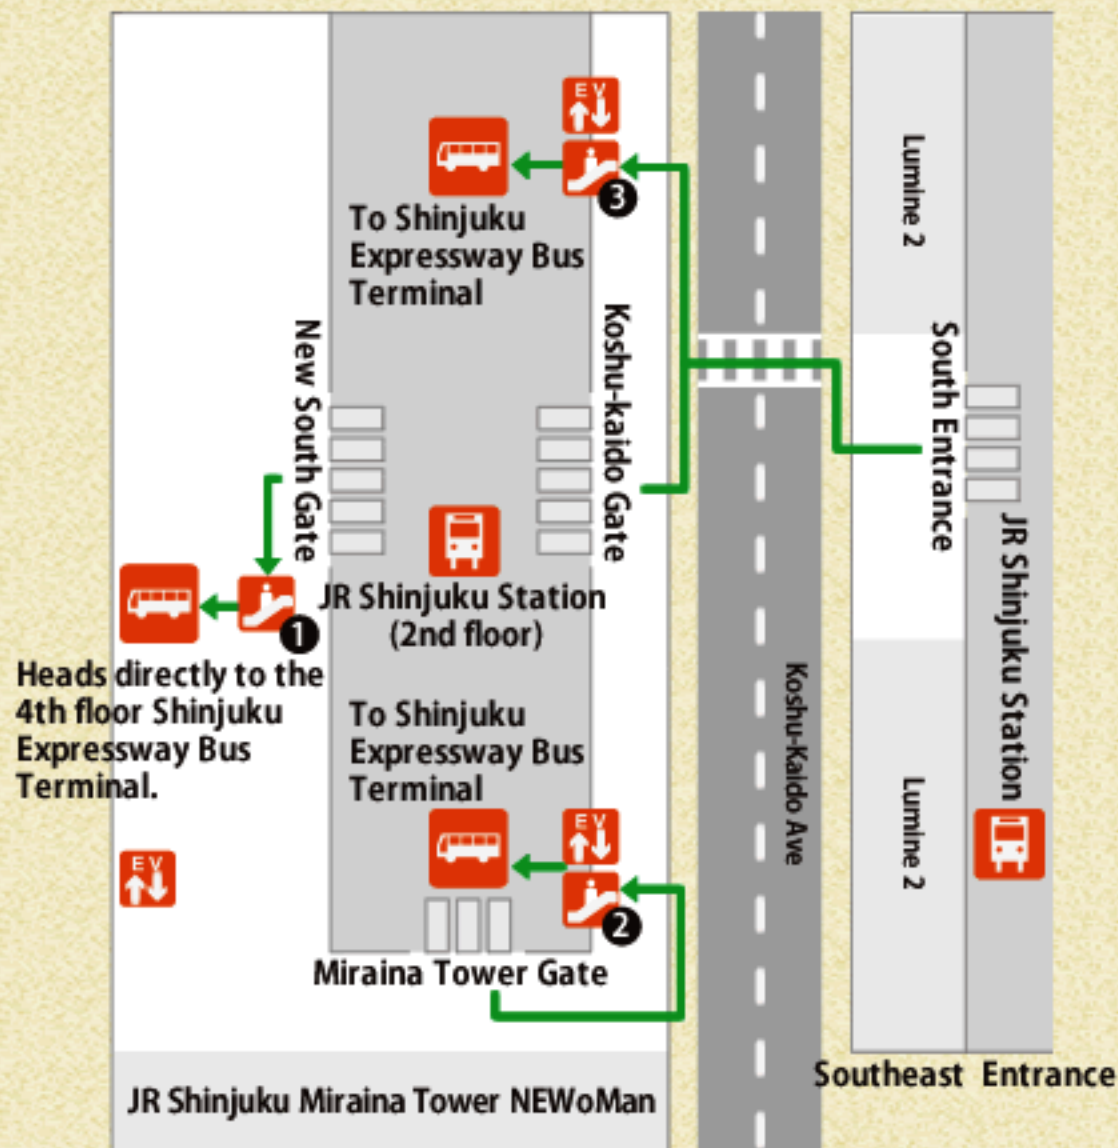 EV
3
To Shinjuku
Expressway Bus
Terminal
Lumine 2
New South Gate
Koshu-kaido Gate
South Entrance
JR Shinjuku Station
(2nd floor)
JR Shinjuku Station
1
Heads directly to the
4th floor Shinjuku
Expressway Bus
Terminal.
To Shinjuku
Expressway Bus
Terminal
Koshu-Kaido Ave
Lumine 2
EV
EV
2
Miraina Tower Gate
Southeast Entrance
JR Shinjuku Miraina Tower NEWoMan